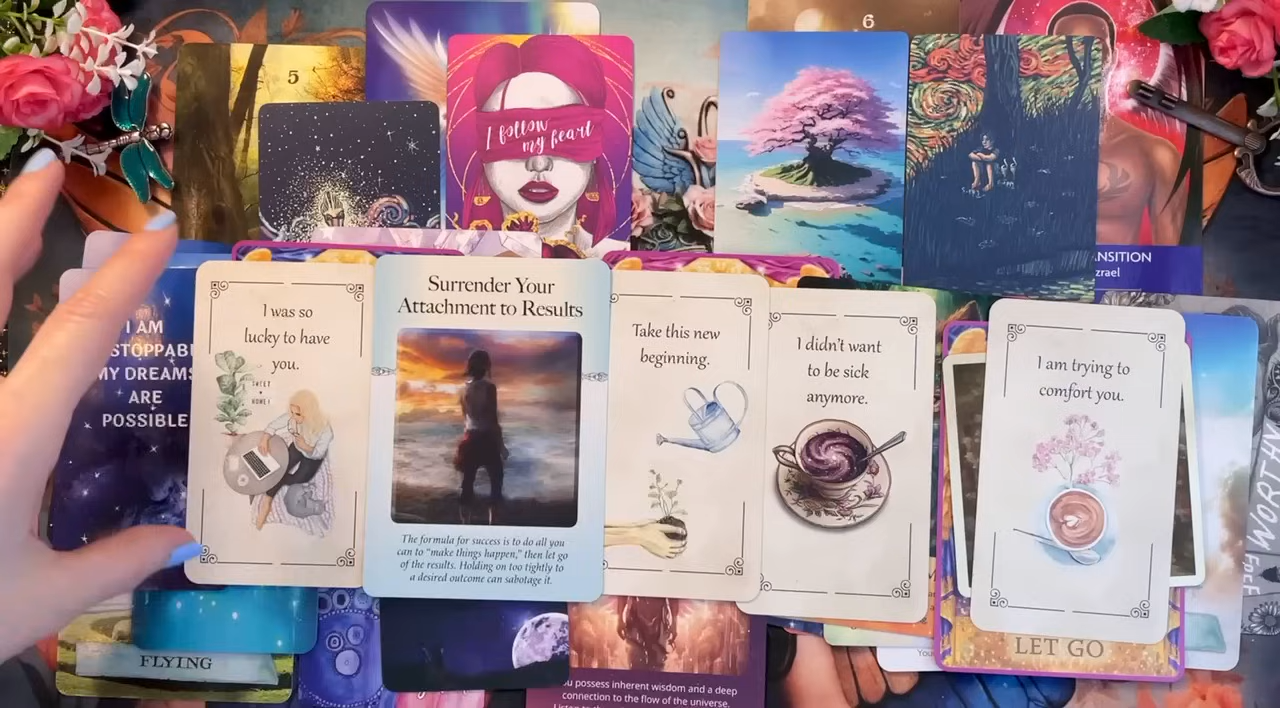 6
5
I follow
my heart
ANSITION
zrael
I AM
STOPPABL
MY DREAMS
ARE
POSSIBLE
I was so
lucky to have
you.
SWEET
HOME!
Surrender Your
Attachment to Results
The formula for success is to do all you
can to “make things happen,” then let go
of the results. Holding on too tightly to
a desired outcome can sabotage it.
Take this new
beginning.
I didn't want
to be sick
anymore.
I am trying to
comfort you.
LET GO
FLYING
You
ou possess inherent wisdom and a deep
connection to the flow of the universe.